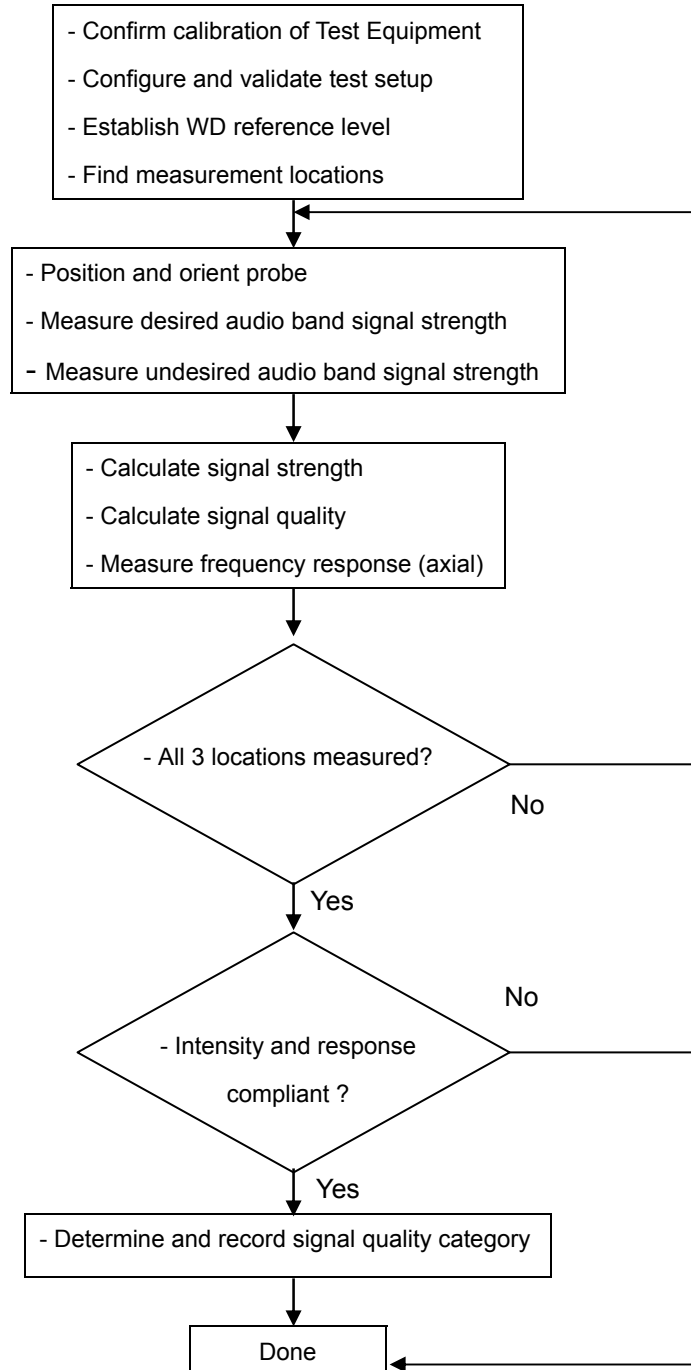 - Confirm calibration of Test Equipment
- Configure and validate test setup
- Establish WD reference level
- Find measurement locations
- Position and orient probe
- Measure desired audio band signal strength
- Measure undesired audio band signal strength
- Calculate signal strength
- Calculate signal quality
- Measure frequency response (axial)
- All 3 locations measured?
No
Yes
No
- Intensity and response
compliant ?
Yes
- Determine and record signal quality category
Done